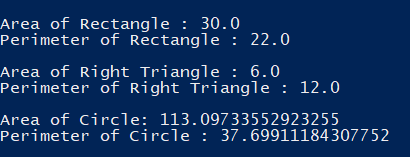 Area of Rectangle : 30.0
Perimeter of Rectangle : 22.0
Area of Right Triangle : 6.0
Perimeter of Right Triangle : 12.0
Area of Circle: 113.09733552923255
Perimeter of Circle : 37.69911184307752